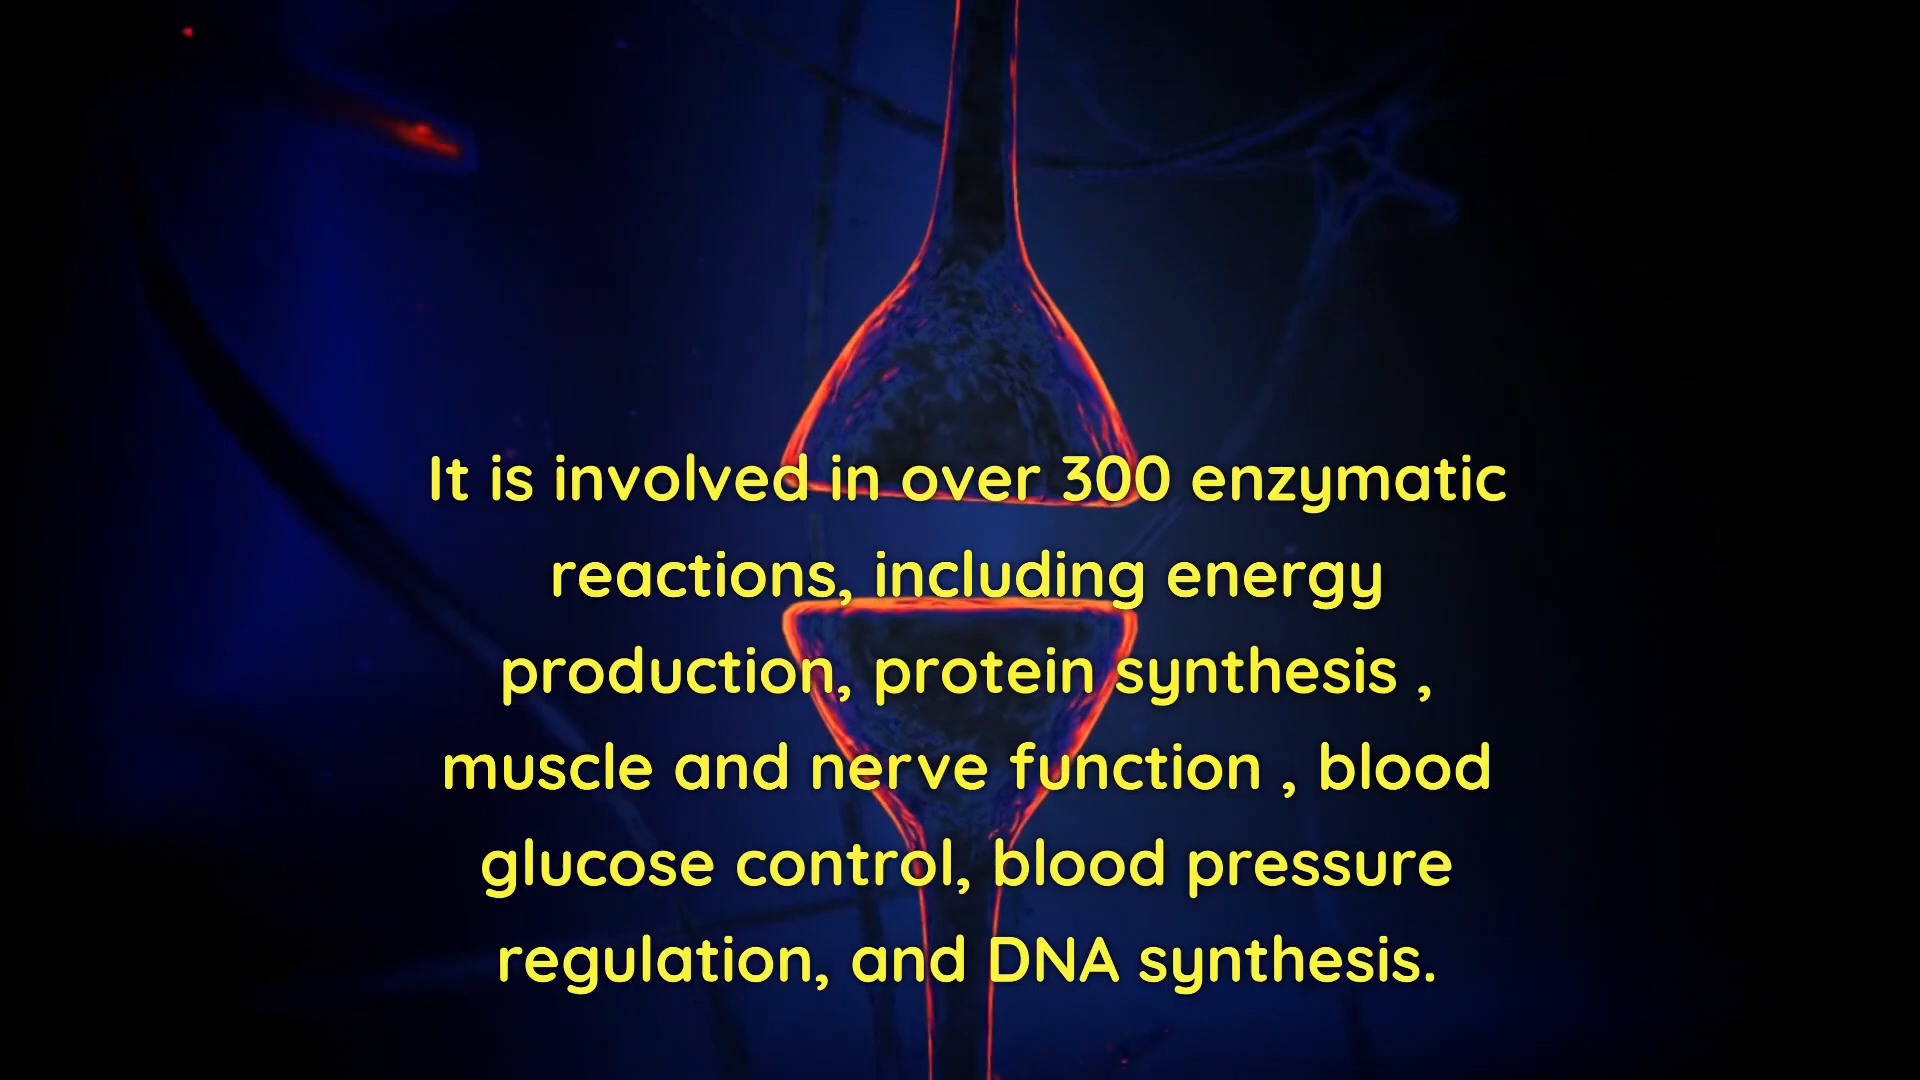 It is involved in over 300 enzymatic
reactions, including energy
production, protein synthesis ,
muscle and nerve function , blood
glucose control, blood pressure
regulation, and DNA synthesis.